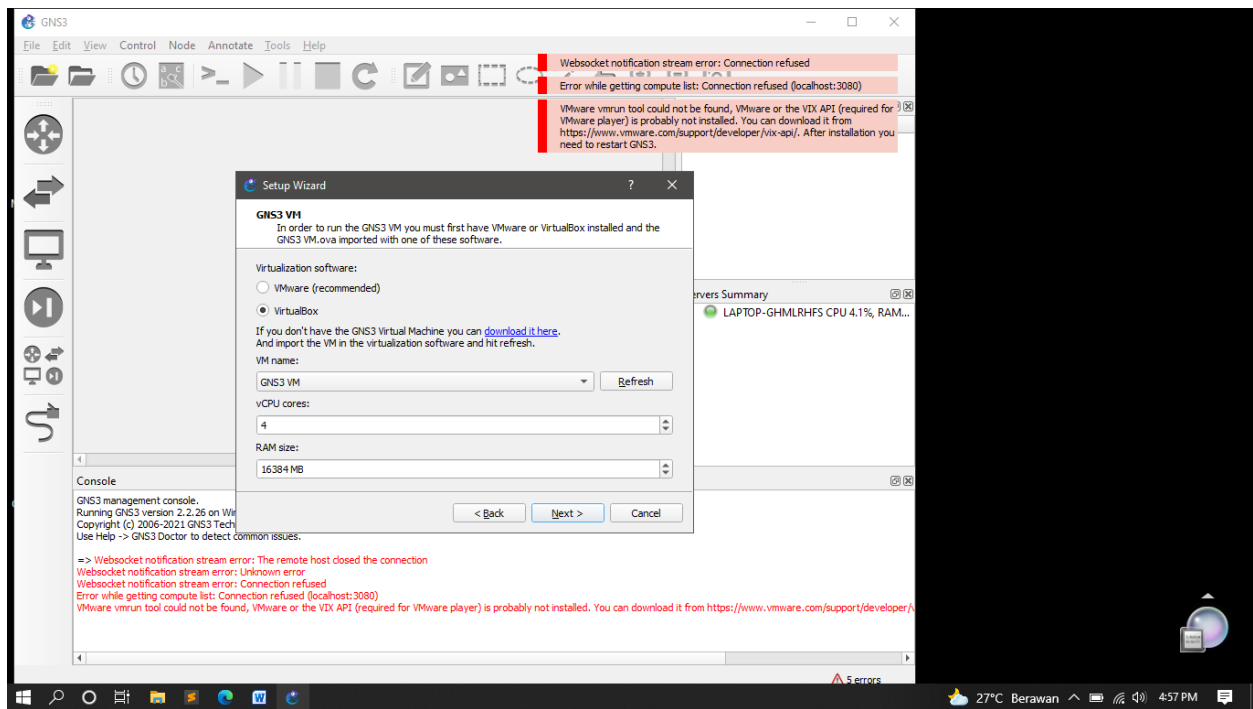 GNS3
File Edit View Control Node Annotate Tools Help
Websocket notification stream error: Connection refused
Error while getting compute list: Connection refused (localhost:3080)
VMware vmrun tool could not be found, VMware or the VIX API (required for
VMware player) is probably not installed. You can download it from
https://www.vmware.com/support/developer/vix-api/. After installation you
need to restart GNS3.
Setup Wizard
GNS3 VM
In order to run the GNS3 VM you must first have VMware or VirtualBox installed and the
GNS3 VM.ova imported with one of these software.
Virtualization software:
VMware (recommended)
VirtualBox
If you don't have the GNS3 Virtual Machine you can download it here.
And import the VM in the virtualization software and hit refresh.
VM name:
GNS3 VM
Refresh
vCPU cores:
4
RAM size:
16384 MB
< Back
Next >
Cancel
ervers Summary
LAPTOP-GHMLRHFS CPU 4.1%, RAM...
Console
GNS3 management console.
Running GNS3 version 2.2.26 on Wi
Copyright (c) 2006-2021 GNS3 Tech
Use Help -> GNS3 Doctor to detect common issues.
=> Websocket notification stream error: The remote host closed the connection
Websocket notification stream error: Unknown error
Websocket notification stream error: Connection refused
Error while getting compute list: Connection refused (localhost:3080)
VMware vmrun tool could not be found, VMware or the VIX API (required for VMware player) is probably not installed. You can download it from https://www.vmware.com/support/developer/v
5 errors
27°C Berawan
4:57 PM